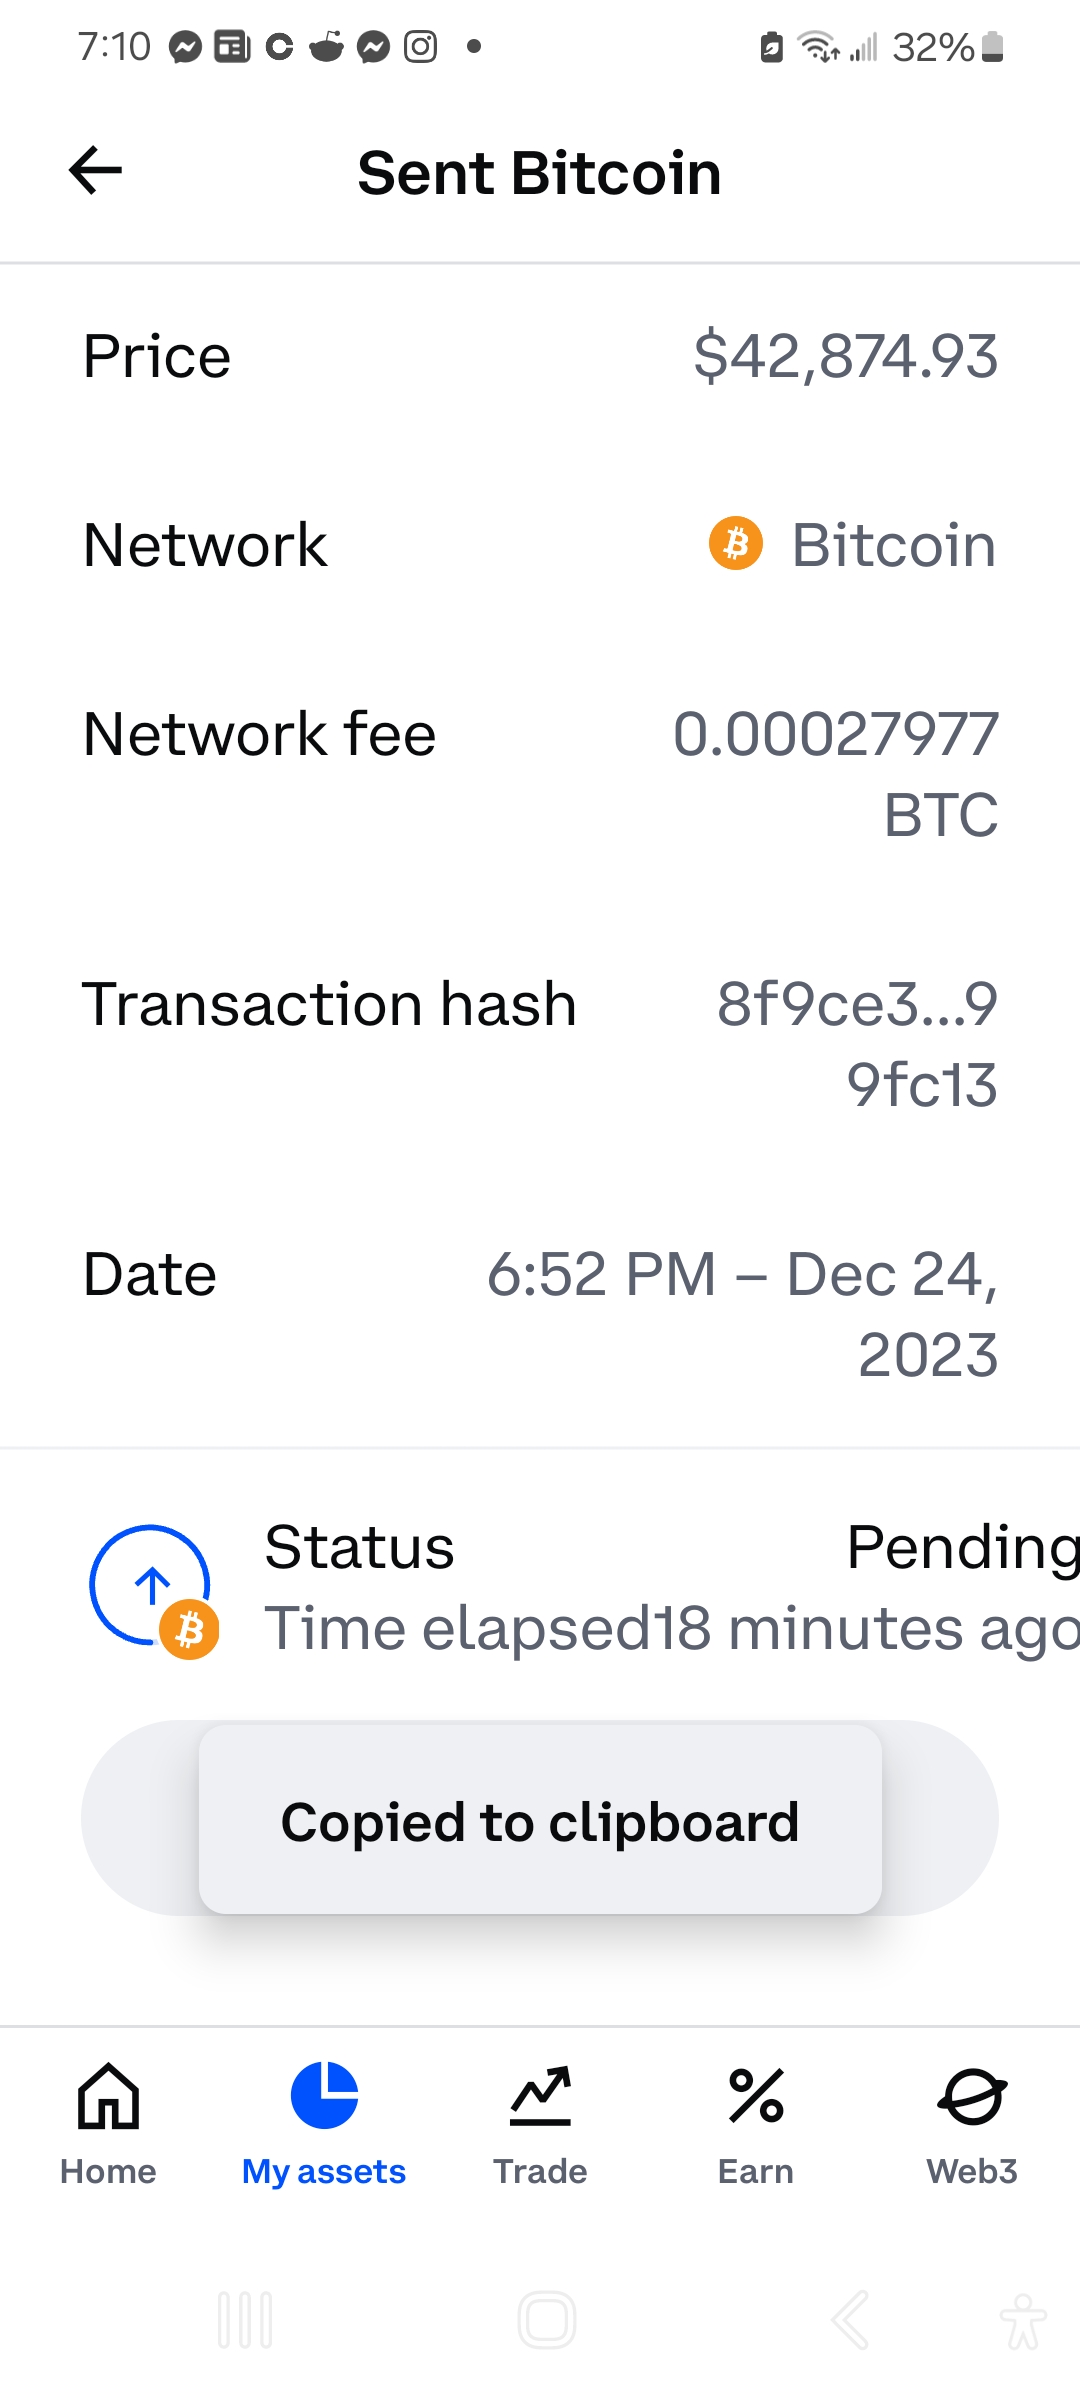 7:10 32%
Sent Bitcoin
Price $42,874.93
Network Bitcoin
Network fee 0.00027977
BTC
Transaction hash 8f9ce3...9
9fc13
Date 6:52 PM – Dec 24,
2023
Status Pending
Time elapsed18 minutes ago
Copied to clipboard
Home My assets Trade Earn Web3